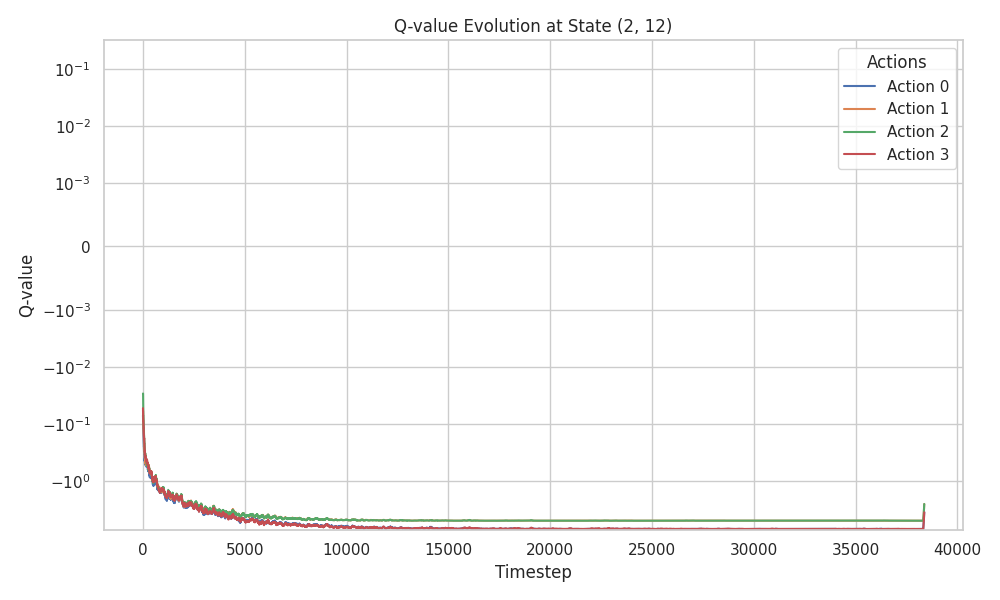 Q-value Evolution at State (2, 12)
Q-value
10⁻¹
10⁻²
10⁻³
0
−10⁻³
−10⁻²
−10⁻¹
−10⁰
Actions
Action 0
Action 1
Action 2
Action 3
0 5000 10000 15000 20000 25000 30000 35000 40000
Timestep